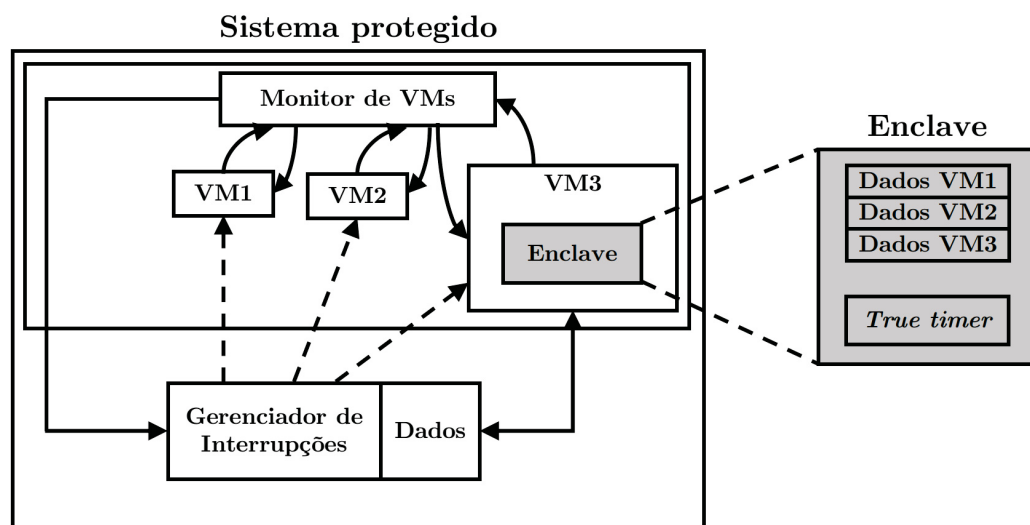 Sistema protegido
Monitor de VMs
Enclave
VM1
VM2
VM3
Enclave
Dados VM1
Dados VM2
Dados VM3
True timer
Gerenciador de
Interrupções
Dados